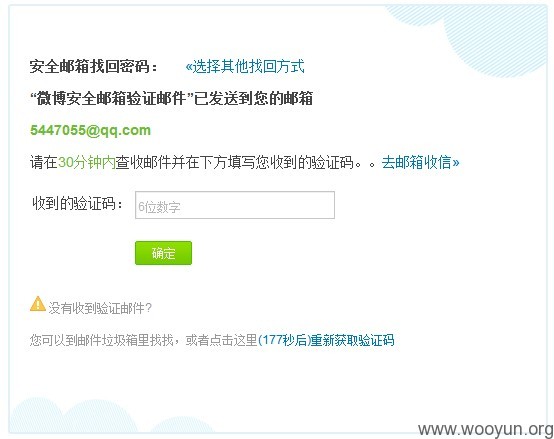 安全邮箱找回密码： «选择其他找回方式
“微博安全邮箱验证邮件”已发送到您的邮箱
5447055@qq.com
请在30分钟内查收邮件并在下方填写您收到的验证码。。去邮箱收信»
收到的验证码： 6位数字
确定
没有收到验证邮件?
您可以到邮件垃圾箱里找找，或者点击这里(177秒后)重新获取验证码
www.wooyun.org